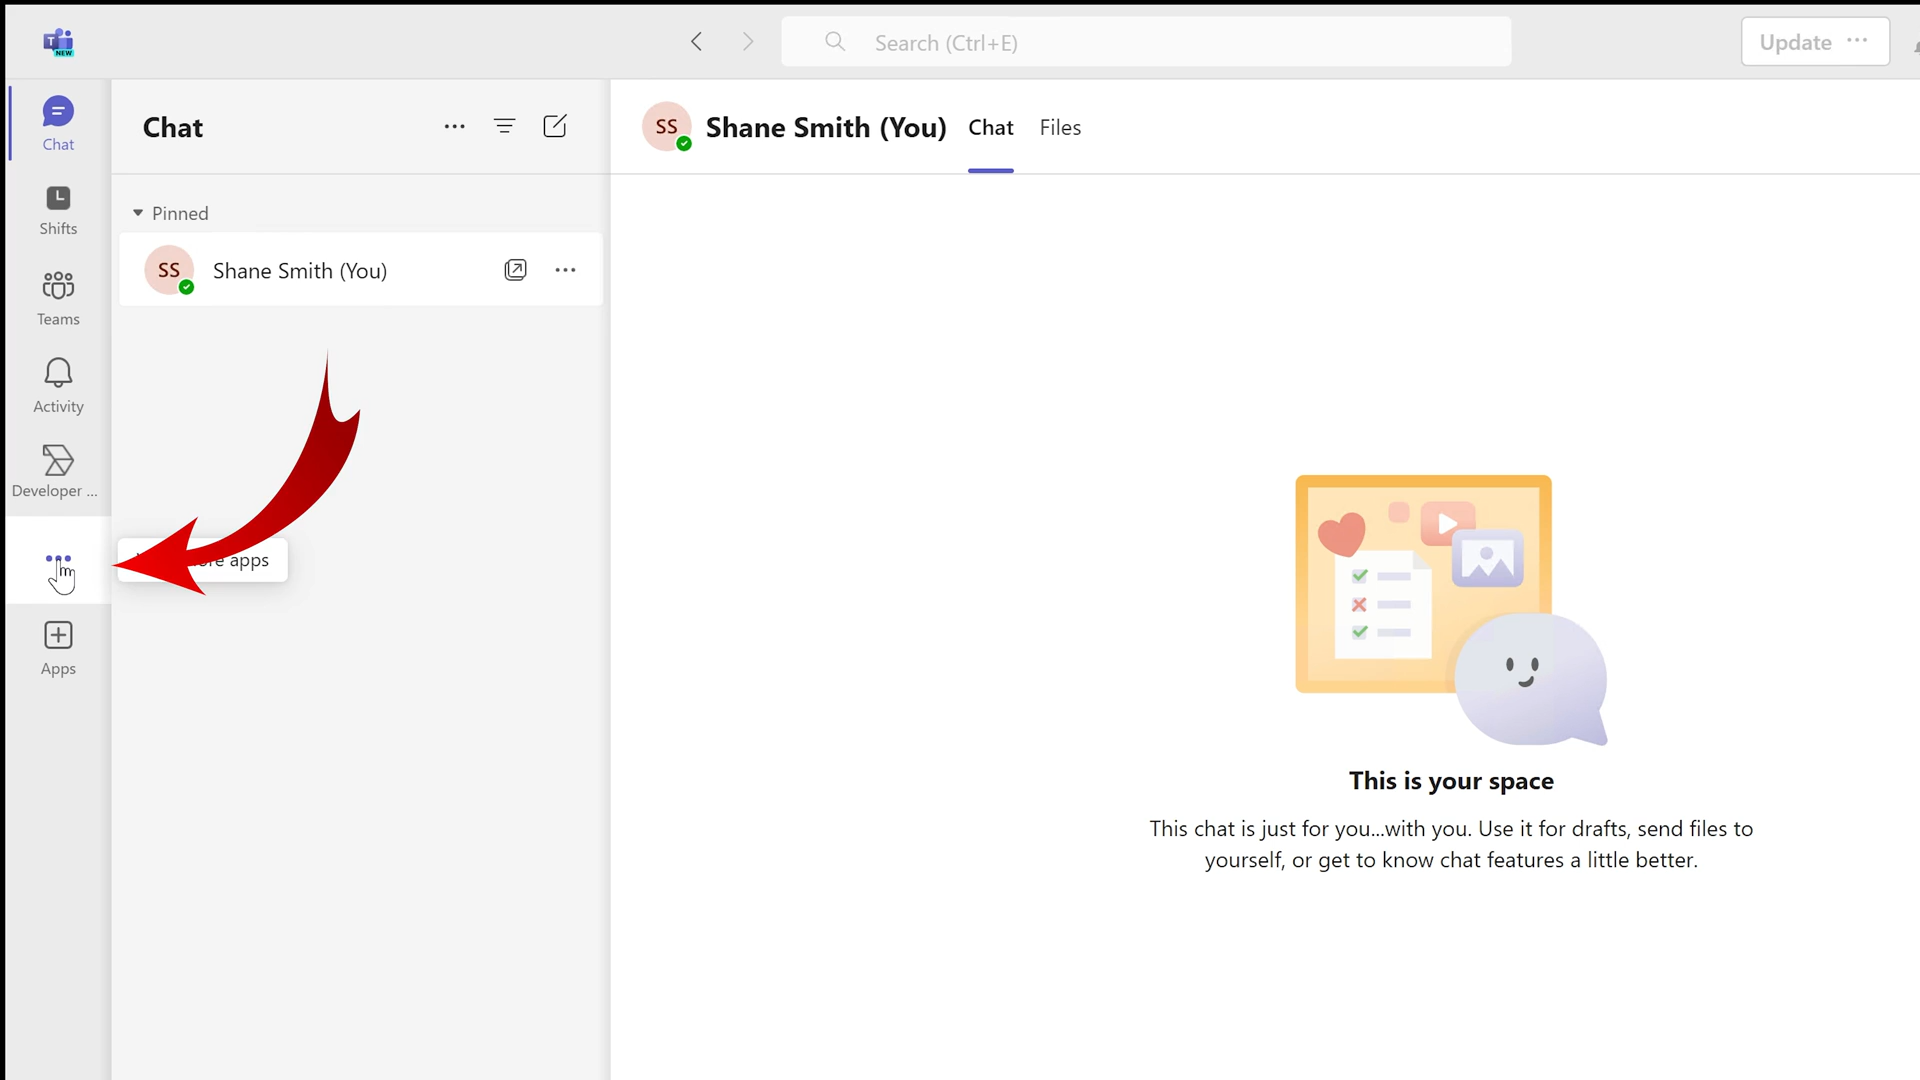 T
NEW
Search (Ctrl+E)
Update ...
Chat
Shifts
Teams
Activity
Developer ...
Apps
Chat
Pinned
SS
Shane Smith (You)
apps
SS
Shane Smith (You)
Chat
Files
This is your space
This chat is just for you...with you. Use it for drafts, send files to
yourself, or get to know chat features a little better.